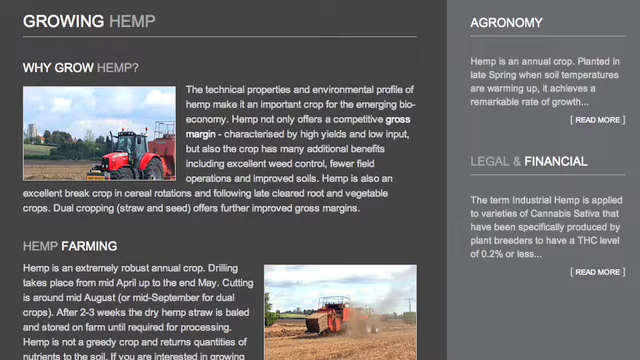 GROWING HEMP
WHY GROW HEMP?
The technical properties and environmental profile of
hemp make it an important crop for the emerging bio-
economy. Hemp not only offers a competitive gross
margin - characterised by high yields and low input,
but also the crop has many additional benefits
including excellent weed control, fewer field
operations and improved soils. Hemp is also an
excellent break crop in cereal rotations and following late cleared root and vegetable
crops. Dual cropping (straw and seed) offers further improved gross margins.
HEMP FARMING
Hemp is an extremely robust annual crop. Drilling
takes place from mid April up to the end May. Cutting
is around mid August (or mid-September for dual
crops). After 2-3 weeks the dry hemp straw is baled
and stored on farm until required for processing.
Hemp is not a greedy crop and returns quantities of
nutrients to the soil. If you are interested in growing
AGRONOMY
Hemp is an annual crop. Planted in
late Spring when soil temperatures
are warming up, it achieves a
remarkable rate of growth...
[ READ MORE ]
LEGAL & FINANCIAL
The term Industrial Hemp is applied
to varieties of Cannabis Sativa that
have been specifically produced by
plant breeders to have a THC level
of 0.2% or less...
[ READ MORE ]